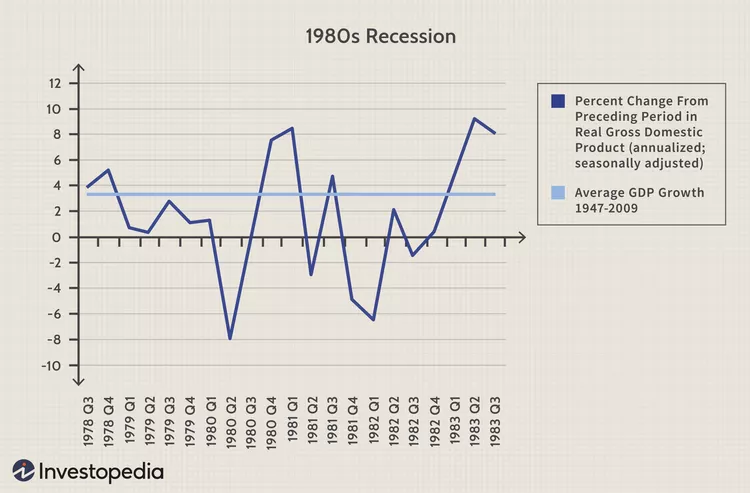 1980s Recession
12
10
8
6
4
2
0
-2
-4
-6
-8
-10
Percent Change From
Preceding Period in
Real Gross Domestic
Product (annualized;
seasonally adjusted)
Average GDP Growth
1947-2009
1978 Q3
1978 Q4
1979 Q1
1979 Q2
1979 Q3
1979 Q4
1980 Q1
1980 Q2
1980 Q3
1980 Q4
1981 Q1
1981 Q2
1981 Q3
1981 Q4
1982 Q1
1982 Q2
1982 Q3
1982 Q4
1983 Q1
1983 Q2
1983 Q3
Investopedia